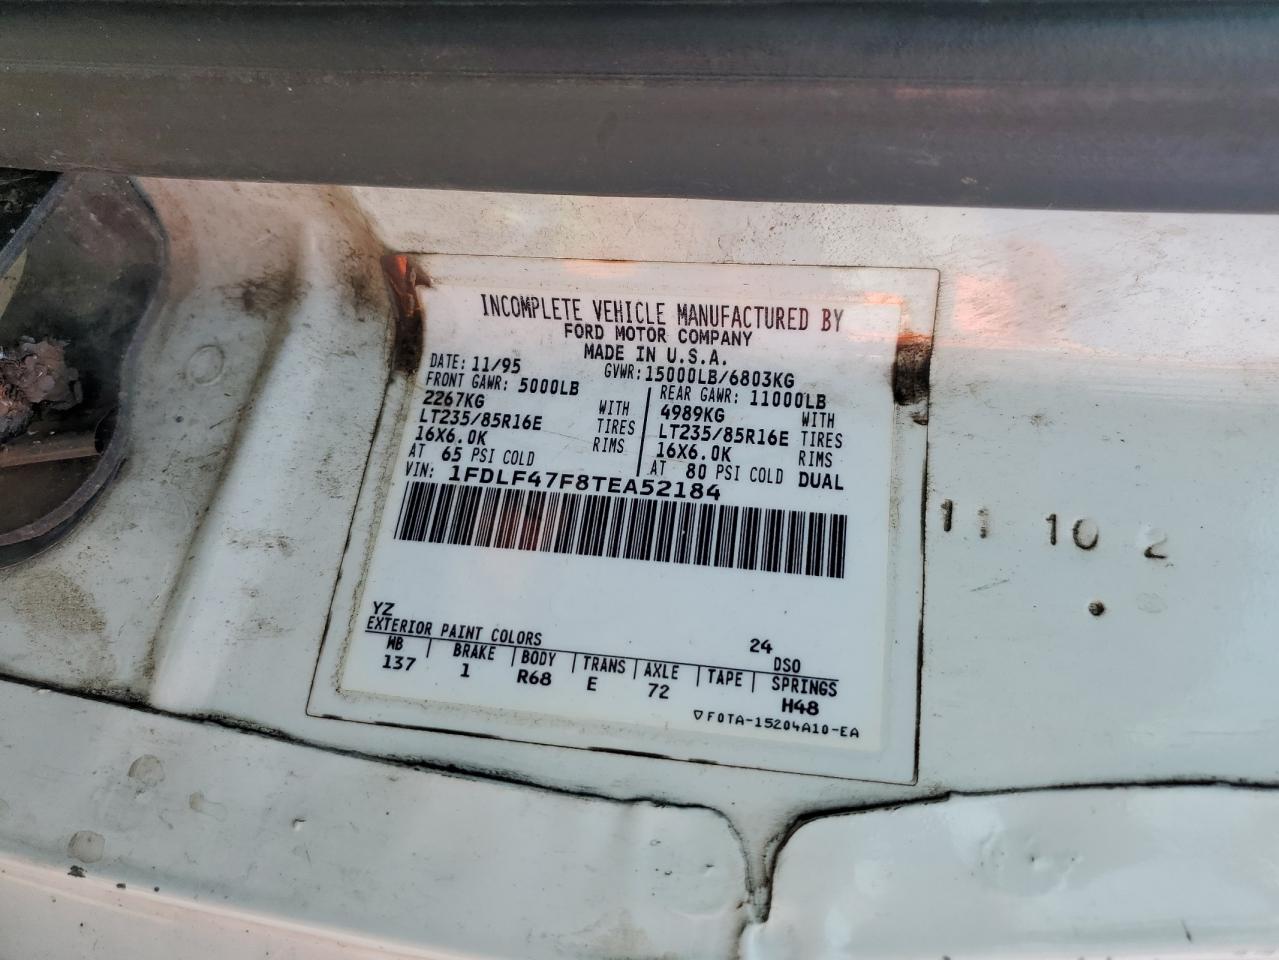 INCOMPLETE VEHICLE MANUFACTURED BY
FORD MOTOR COMPANY
MADE IN U.S.A.
DATE: 11/95 GVWR: 15000LB/6803KG
FRONT GAWR: 5000LB REAR GAWR: 11000LB
2267KG WITH 4989KG WITH
LT235/85R16E TIRES LT235/85R16E TIRES
16X6.0K RIMS 16X6.0K RIMS
AT 65 PSI COLD AT 80 PSI COLD DUAL
VIN: 1FDLF47F8TEA52184
11 10 2
YZ
EXTERIOR PAINT COLORS 24 DSO
WB BRAKE BODY TRANS AXLE TAPE SPRINGS
137 1 R68 E 72 H48
▽F0TA-15204A10-EA